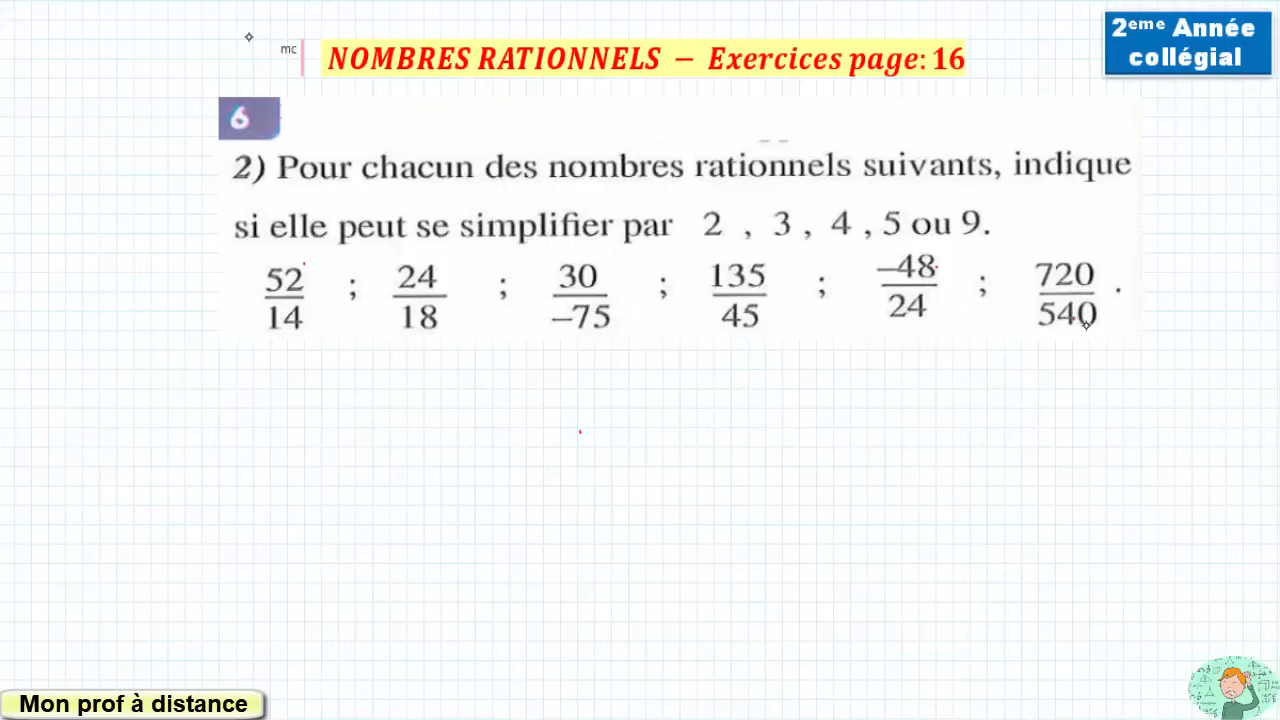 mc
NOMBRES RATIONNELS – Exercices page: 16
2eme Année
collégial
6
2) Pour chacun des nombres rationnels suivants, indique
si elle peut se simplifier par 2 , 3 , 4 , 5 ou 9.
52/14 ; 24/18 ; 30/–75 ; 135/45 ; –48/24 ; 720/540 .
Mon prof à distance